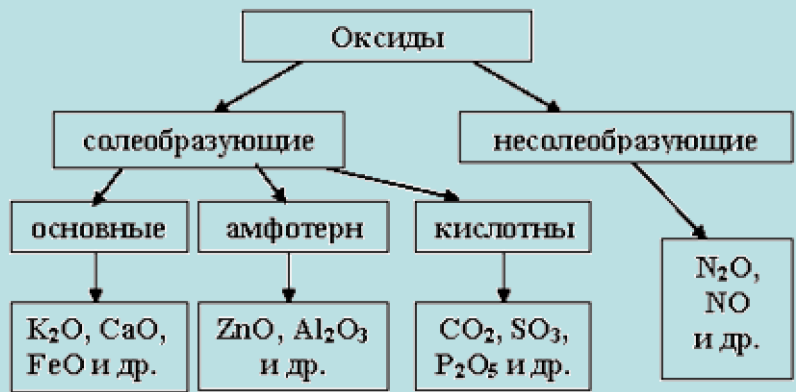 Оксиды
солеобразующие
несолеобразующие
основные
амфотерн
кислотны
K₂O, CaO,
FeO и др.
ZnO, Al₂O₃
и др.
CO₂, SO₃,
P₂O₅ и др.
N₂O,
NO
и др.